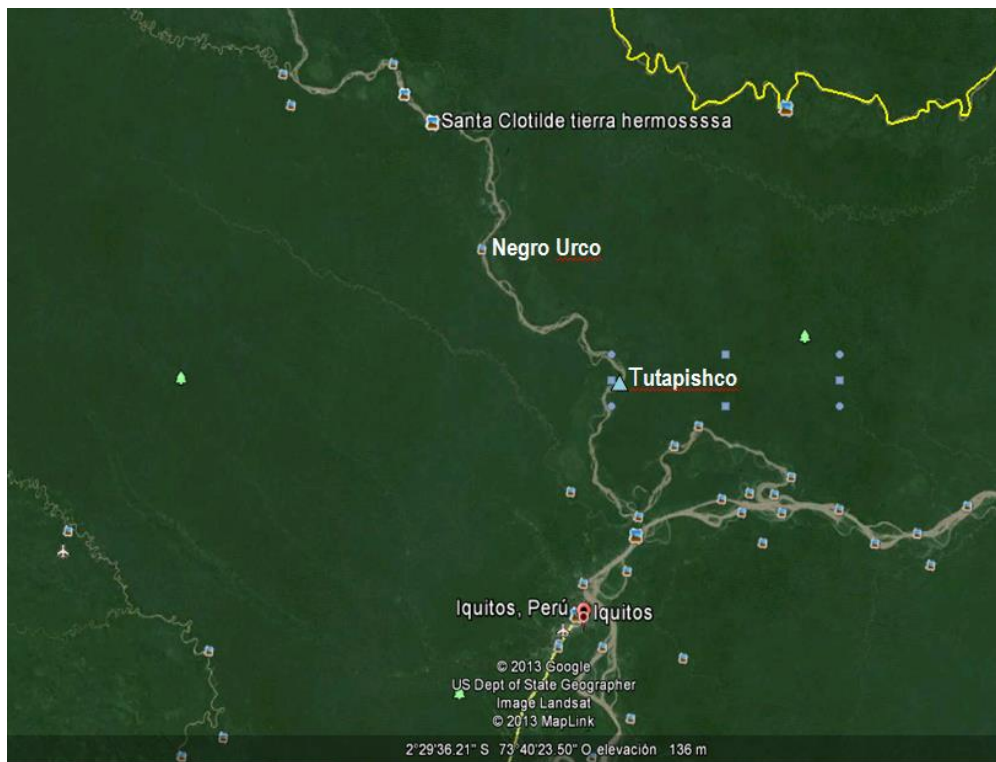 Santa Clotilde tierra hermossssa
Negro Urco
Tutapishco
Iquitos, Perú
Iquitos
© 2013 Google
US Dept of State Geographer
Image Landsat
© 2013 MapLink
2°29'36.21" S 73°40'23.50" O elevación 136 m